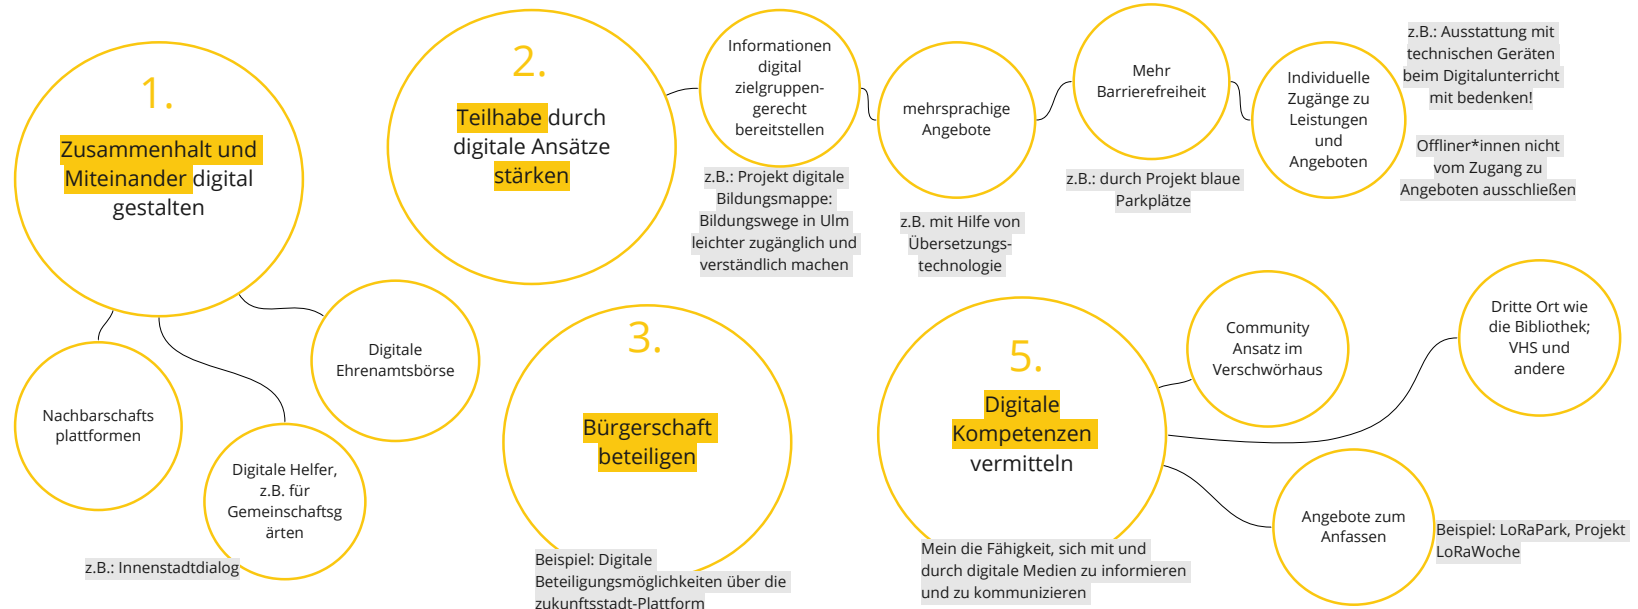 1.
Zusammenhalt und
Miteinander digital
gestalten
Nachbarschafts
plattformen
Digitale Helfer,
z.B. für
Gemeinschaftsg
ärten
z.B.: Innenstadtdialog
Digitale
Ehrenamtsbörse
2.
Teilhabe durch
digitale Ansätze
stärken
Informationen
digital
zielgruppen-
gerecht
bereitstellen
z.B.: Projekt digitale
Bildungsmappe:
Bildungswege in Ulm
leichter zugänglich und
verständlich machen
mehrsprachige
Angebote
z.B. mit Hilfe von
Übersetzungs-
technologie
Mehr
Barrierefreiheit
z.B.: durch Projekt blaue
Parkplätze
Individuelle
Zugänge zu
Leistungen
und
Angeboten
z.B.: Ausstattung mit
technischen Geräten
beim Digitalunterricht
mit bedenken!
Offliner*innen nicht
vom Zugang zu
Angeboten ausschließen
3.
Bürgerschaft
beteiligen
Beispiel: Digitale
Beteiligungsmöglichkeiten über die
zukunftsstadt-Plattform
5.
Digitale
Kompetenzen
vermitteln
Mein die Fähigkeit, sich mit und
durch digitale Medien zu informieren
und zu kommunizieren
Community
Ansatz im
Verschwörhaus
Dritte Ort wie
die Bibliothek;
VHS und
andere
Angebote zum
Anfassen
Beispiel: LoRaPark, Projekt
LoRaWoche